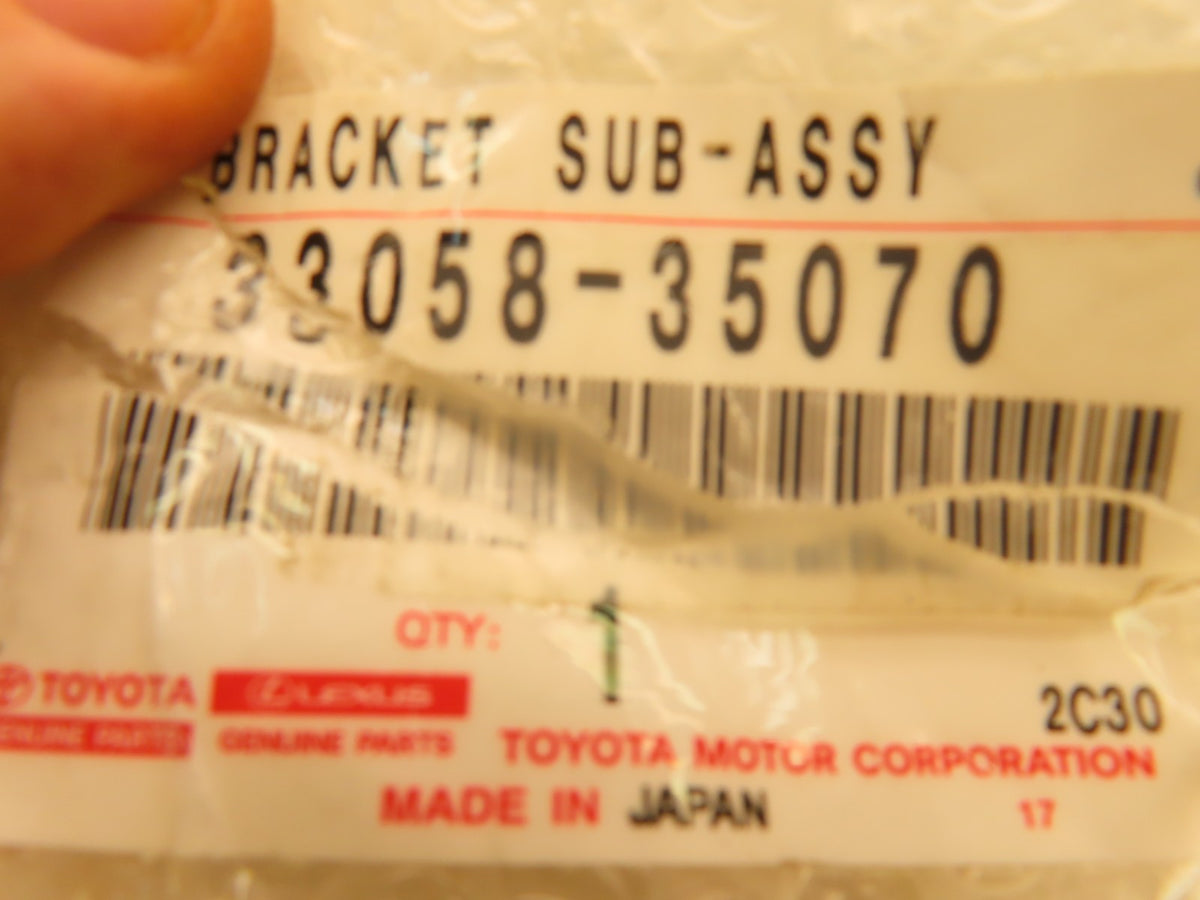 BRACKET SUB-ASSY
33058-35070
QTY: 1
TOYOTA LEXUS 2C30
GENUINE PARTS GENUINE PARTS TOYOTA MOTOR CORPORATION
MADE IN JAPAN 17